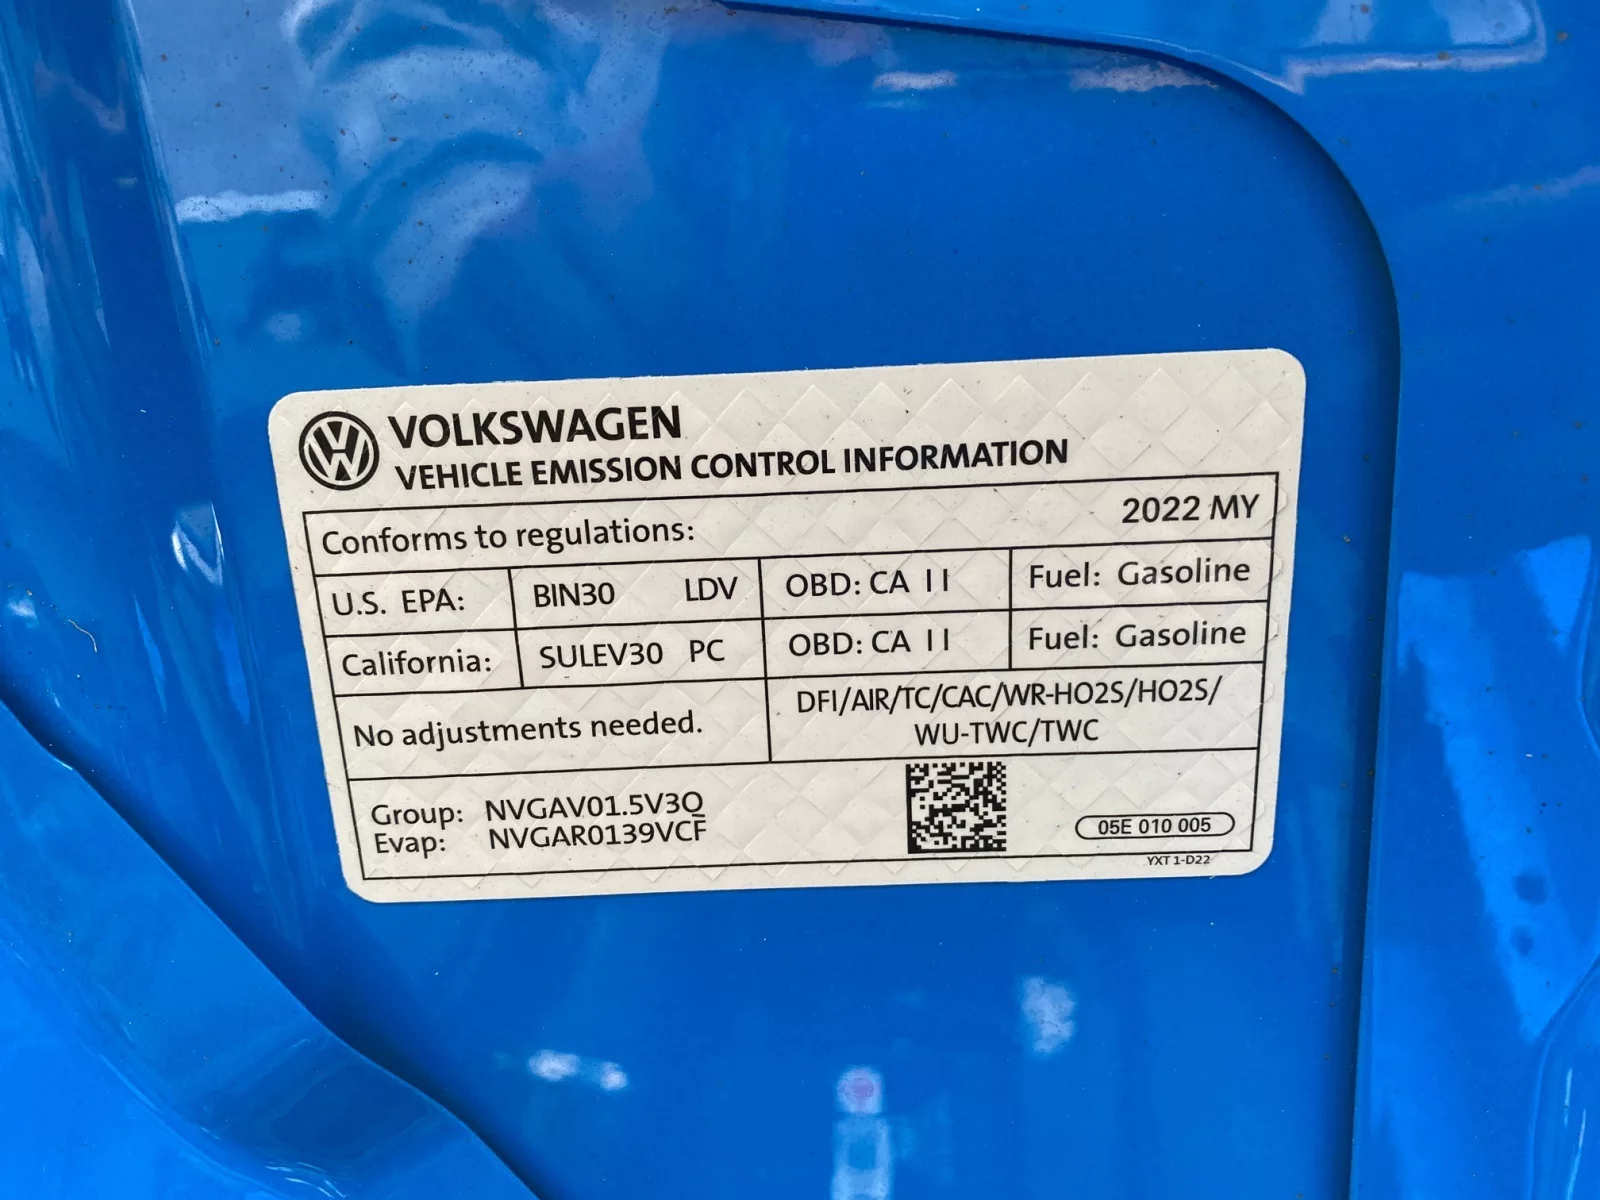 VOLKSWAGEN
VEHICLE EMISSION CONTROL INFORMATION
Conforms to regulations: 2022 MY
U.S. EPA: BIN30 LDV OBD: CA II Fuel: Gasoline
California: SULEV30 PC OBD: CA II Fuel: Gasoline
No adjustments needed.
DFI/AIR/TC/CAC/WR-HO2S/HO2S/
WU-TWC/TWC
Group: NVGAV01.5V3Q
Evap: NVGAR0139VCF
05E 010 005
YXT 1-D22